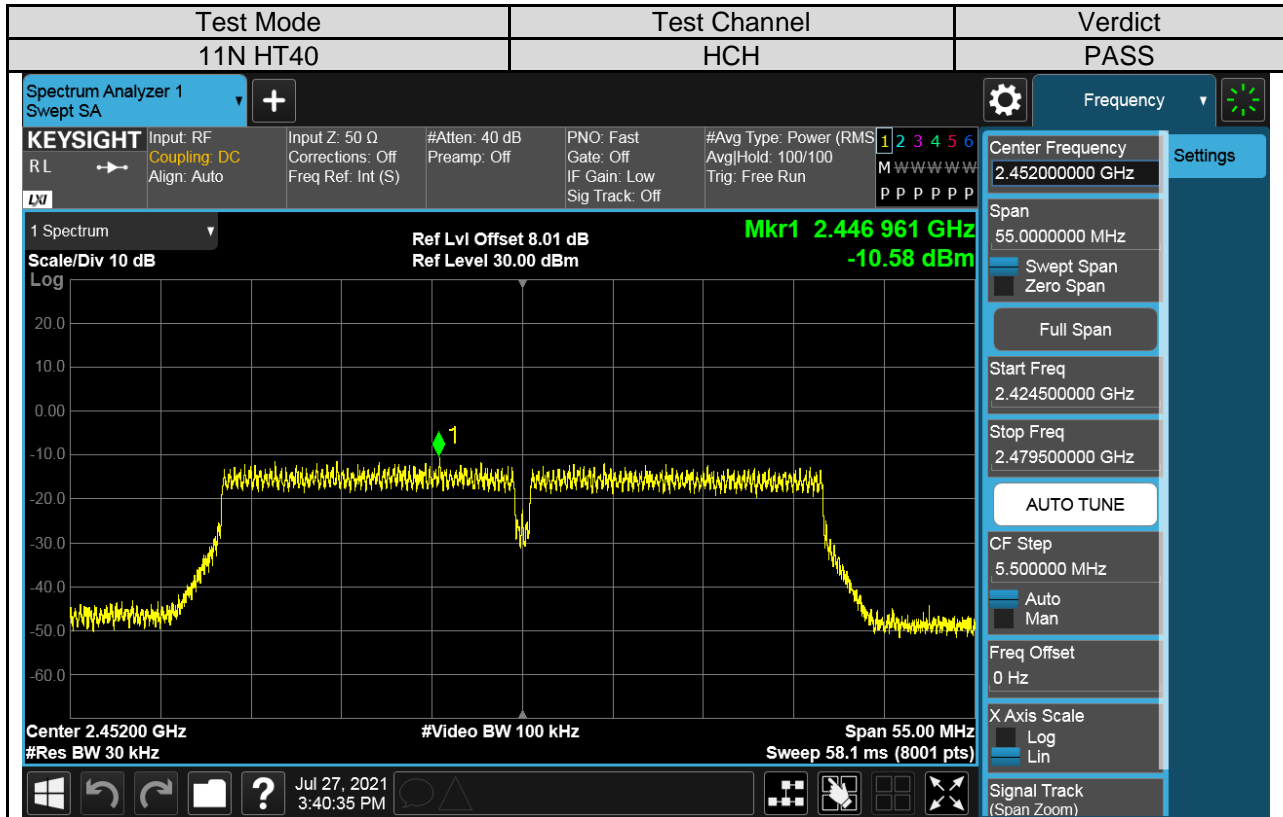 Test Mode Test Channel Verdict
11N HT40 HCH PASS
Spectrum Analyzer 1
Swept SA
+
Frequency
KEYSIGHT
RL
LXI
Input: RF
Coupling: DC
Align: Auto
Input Z: 50 Ω
Corrections: Off
Freq Ref: Int (S)
#Atten: 40 dB
Preamp: Off
PNO: Fast
Gate: Off
IF Gain: Low
Sig Track: Off
#Avg Type: Power (RMS
Avg|Hold: 100/100
Trig: Free Run
1 2 3 4 5 6
M W W W W W
P P P P P P
1 Spectrum
Scale/Div 10 dB
Log
Ref Lvl Offset 8.01 dB
Ref Level 30.00 dBm
Mkr1 2.446 961 GHz
-10.58 dBm
20.0
10.0
0.00
-10.0
-20.0
-30.0
-40.0
-50.0
-60.0
1
Center 2.45200 GHz
#Res BW 30 kHz
#Video BW 100 kHz
Span 55.00 MHz
Sweep 58.1 ms (8001 pts)
Center Frequency
2.452000000 GHz
Settings
Span
55.0000000 MHz
Swept Span
Zero Span
Full Span
Start Freq
2.424500000 GHz
Stop Freq
2.479500000 GHz
AUTO TUNE
CF Step
5.500000 MHz
Auto
Man
Freq Offset
0 Hz
X Axis Scale
Log
Lin
Signal Track
(Span Zoom)
?
Jul 27, 2021
3:40:35 PM